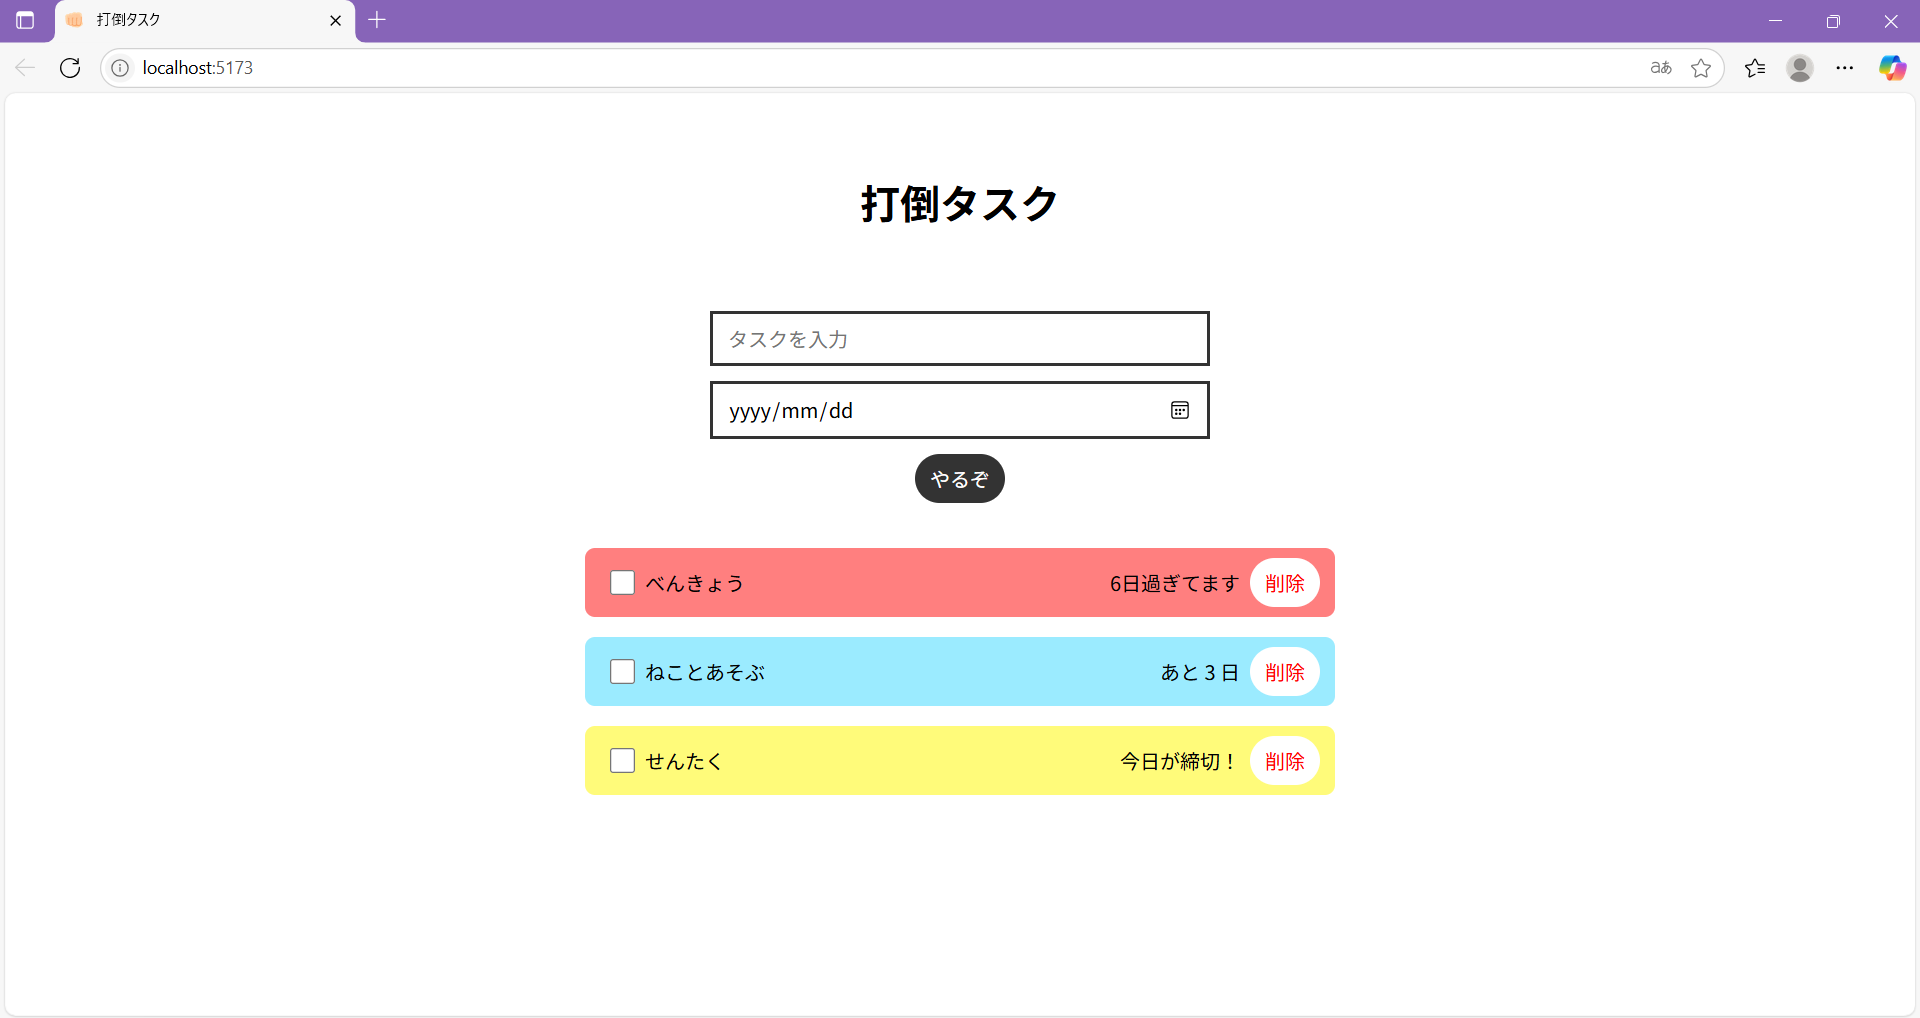 打倒タスク
localhost:5173
aあ
打倒タスク
タスクを入力
yyyy/mm/dd
やるぞ
べんきょう 6日過ぎてます 削除
ねことあそぶ あと 3 日 削除
せんたく 今日が締切！ 削除